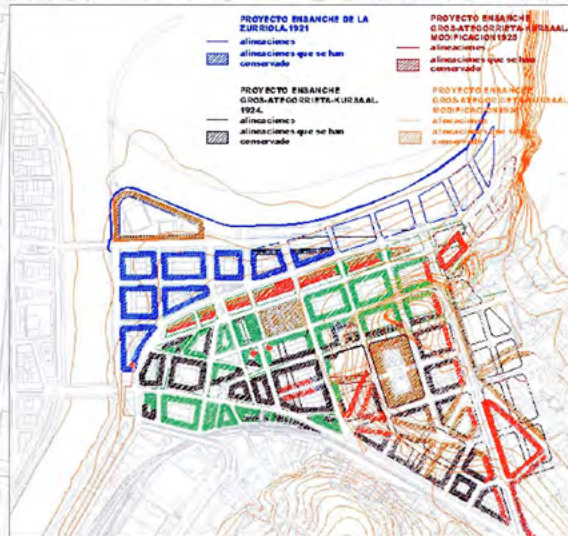 PROYECTO ENSANCHE DE LA
ZURRIOLA. 1921
alineaciones
alineaciones que se han
conservado
PROYECTO ENSANCHE
GROS-ATEGORRIETA-KURSAAL.
MODIFICACION 1925
alineaciones
alineaciones que se han
conservado
PROYECTO ENSANCHE
GROS-ATEGORRIETA-KURSAAL.
1924.
alineaciones
alineaciones que se han
conservado
PROYECTO ENSANCHE
GROS-ATEGORRIETA-KURSAAL.
MODIFICACION
alineaciones
alineaciones que se han
conservado